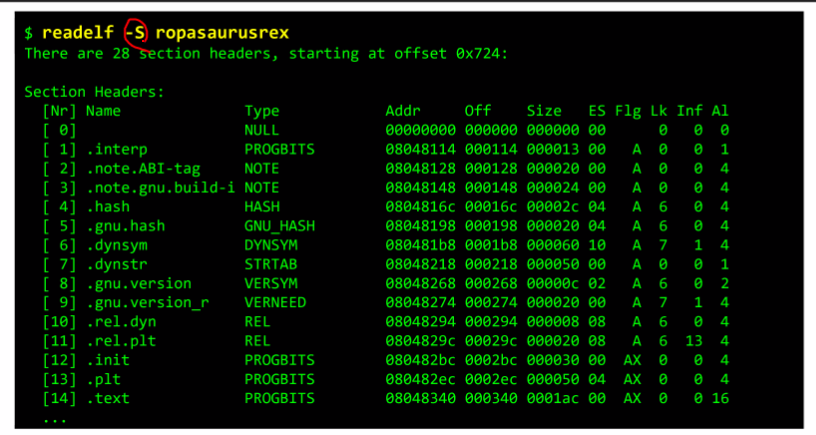 $ readelf -S ropasaurusrex
There are 28 section headers, starting at offset 0x724:
Section Headers:
[Nr] Name Type Addr Off Size ES Flg Lk Inf Al
[ 0] NULL 00000000 000000 000000 00 0 0 0
[ 1] .interp PROGBITS 08048114 000114 000013 00 A 0 0 1
[ 2] .note.ABI-tag NOTE 08048128 000128 000020 00 A 0 0 4
[ 3] .note.gnu.build-i NOTE 08048148 000148 000024 00 A 0 0 4
[ 4] .hash HASH 0804816c 00016c 00002c 04 A 6 0 4
[ 5] .gnu.hash GNU_HASH 08048198 000198 000020 04 A 6 0 4
[ 6] .dynsym DYNSYM 080481b8 0001b8 000060 10 A 7 1 4
[ 7] .dynstr STRTAB 08048218 000218 000050 00 A 0 0 1
[ 8] .gnu.version VERSYM 08048268 000268 00000c 02 A 6 0 2
[ 9] .gnu.version_r VERNEED 08048274 000274 000020 00 A 7 1 4
[10] .rel.dyn REL 08048294 000294 000008 08 A 6 0 4
[11] .rel.plt REL 0804829c 00029c 000020 08 A 6 13 4
[12] .init PROGBITS 080482bc 0002bc 000030 00 AX 0 0 4
[13] .plt PROGBITS 080482ec 0002ec 000050 04 AX 0 0 4
[14] .text PROGBITS 08048340 000340 0001ac 00 AX 0 0 16
...